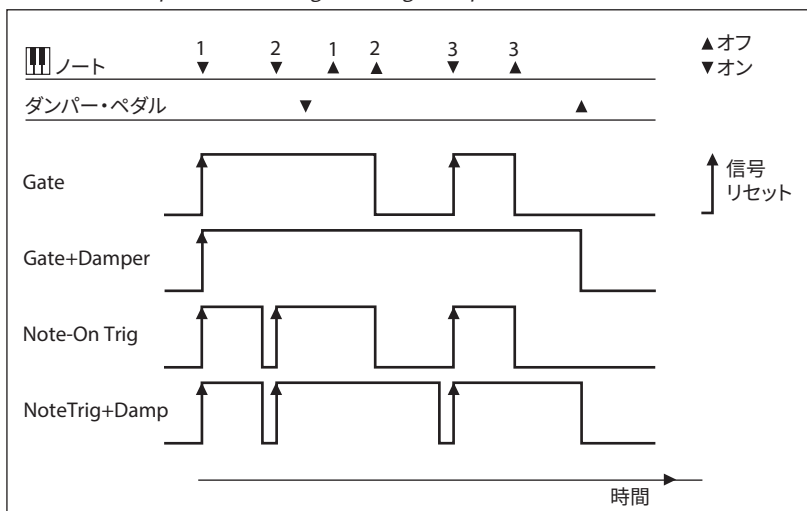 1 2 1 2 3 3
ノート
▲オフ
▼オン
ダンパー・ペダル
Gate
信号
リセット
Gate+Damper
Note-On Trig
NoteTrig+Damp
時間